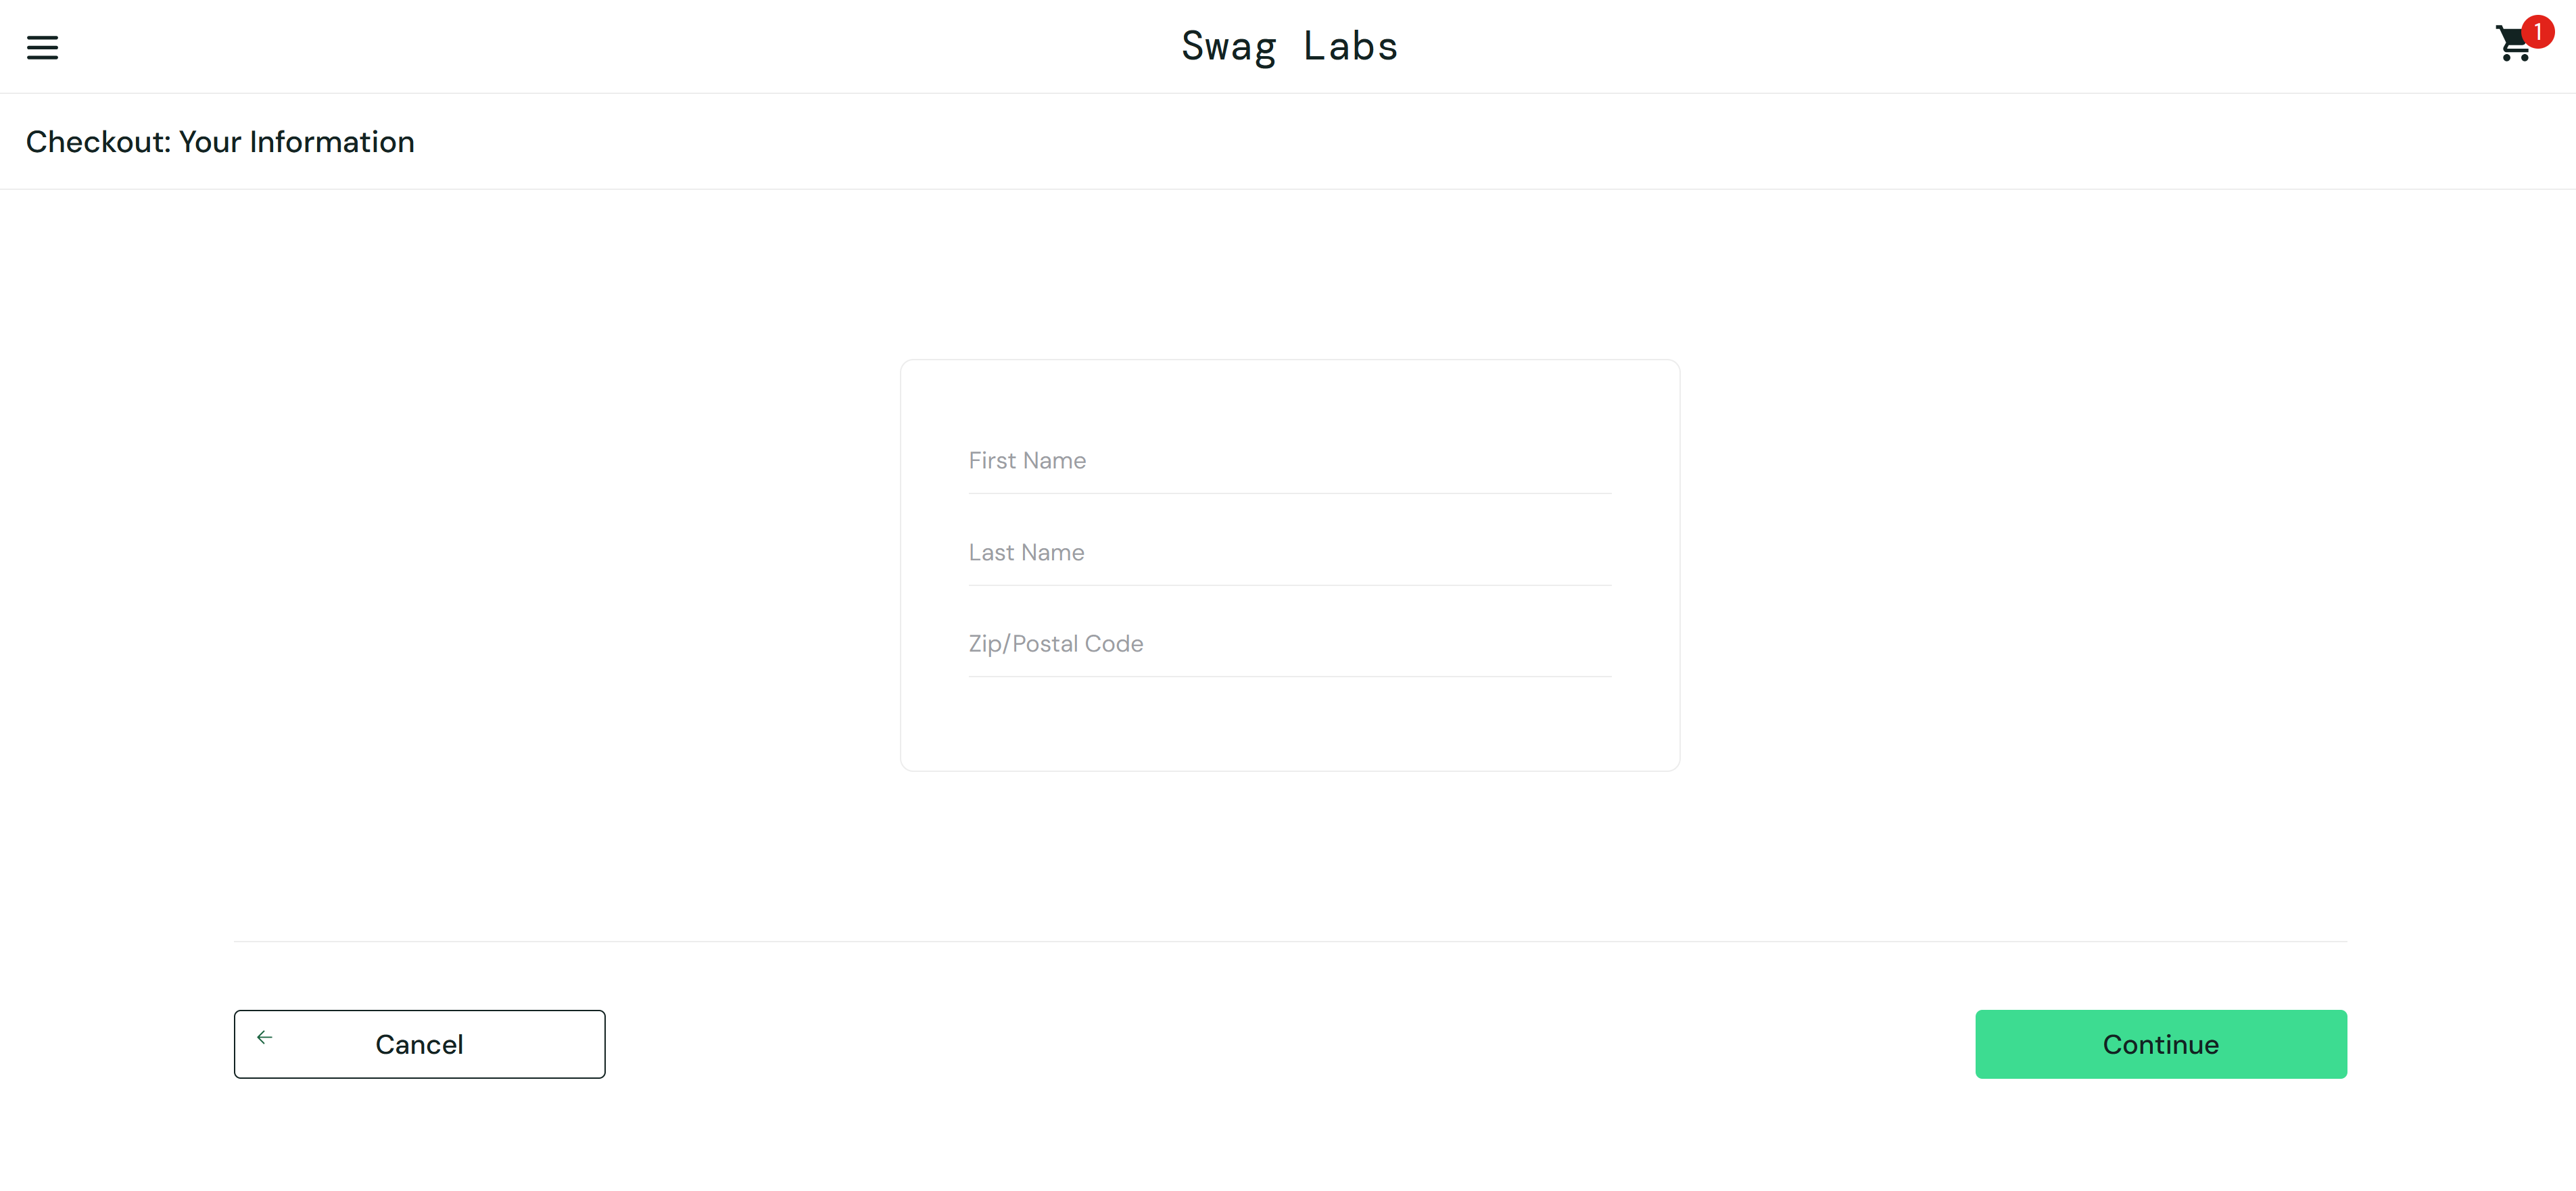 Swag Labs
1
Checkout: Your Information
First Name
Last Name
Zip/Postal Code
Cancel
Continue